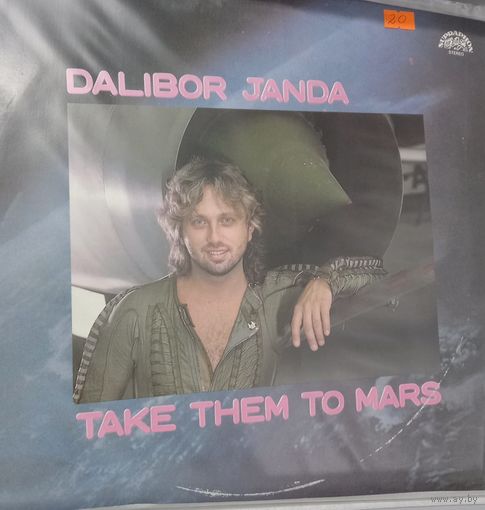 20
SUPRAPHON
STEREO
DALIBOR JANDA
TAKE THEM TO MARS
www.ay.by